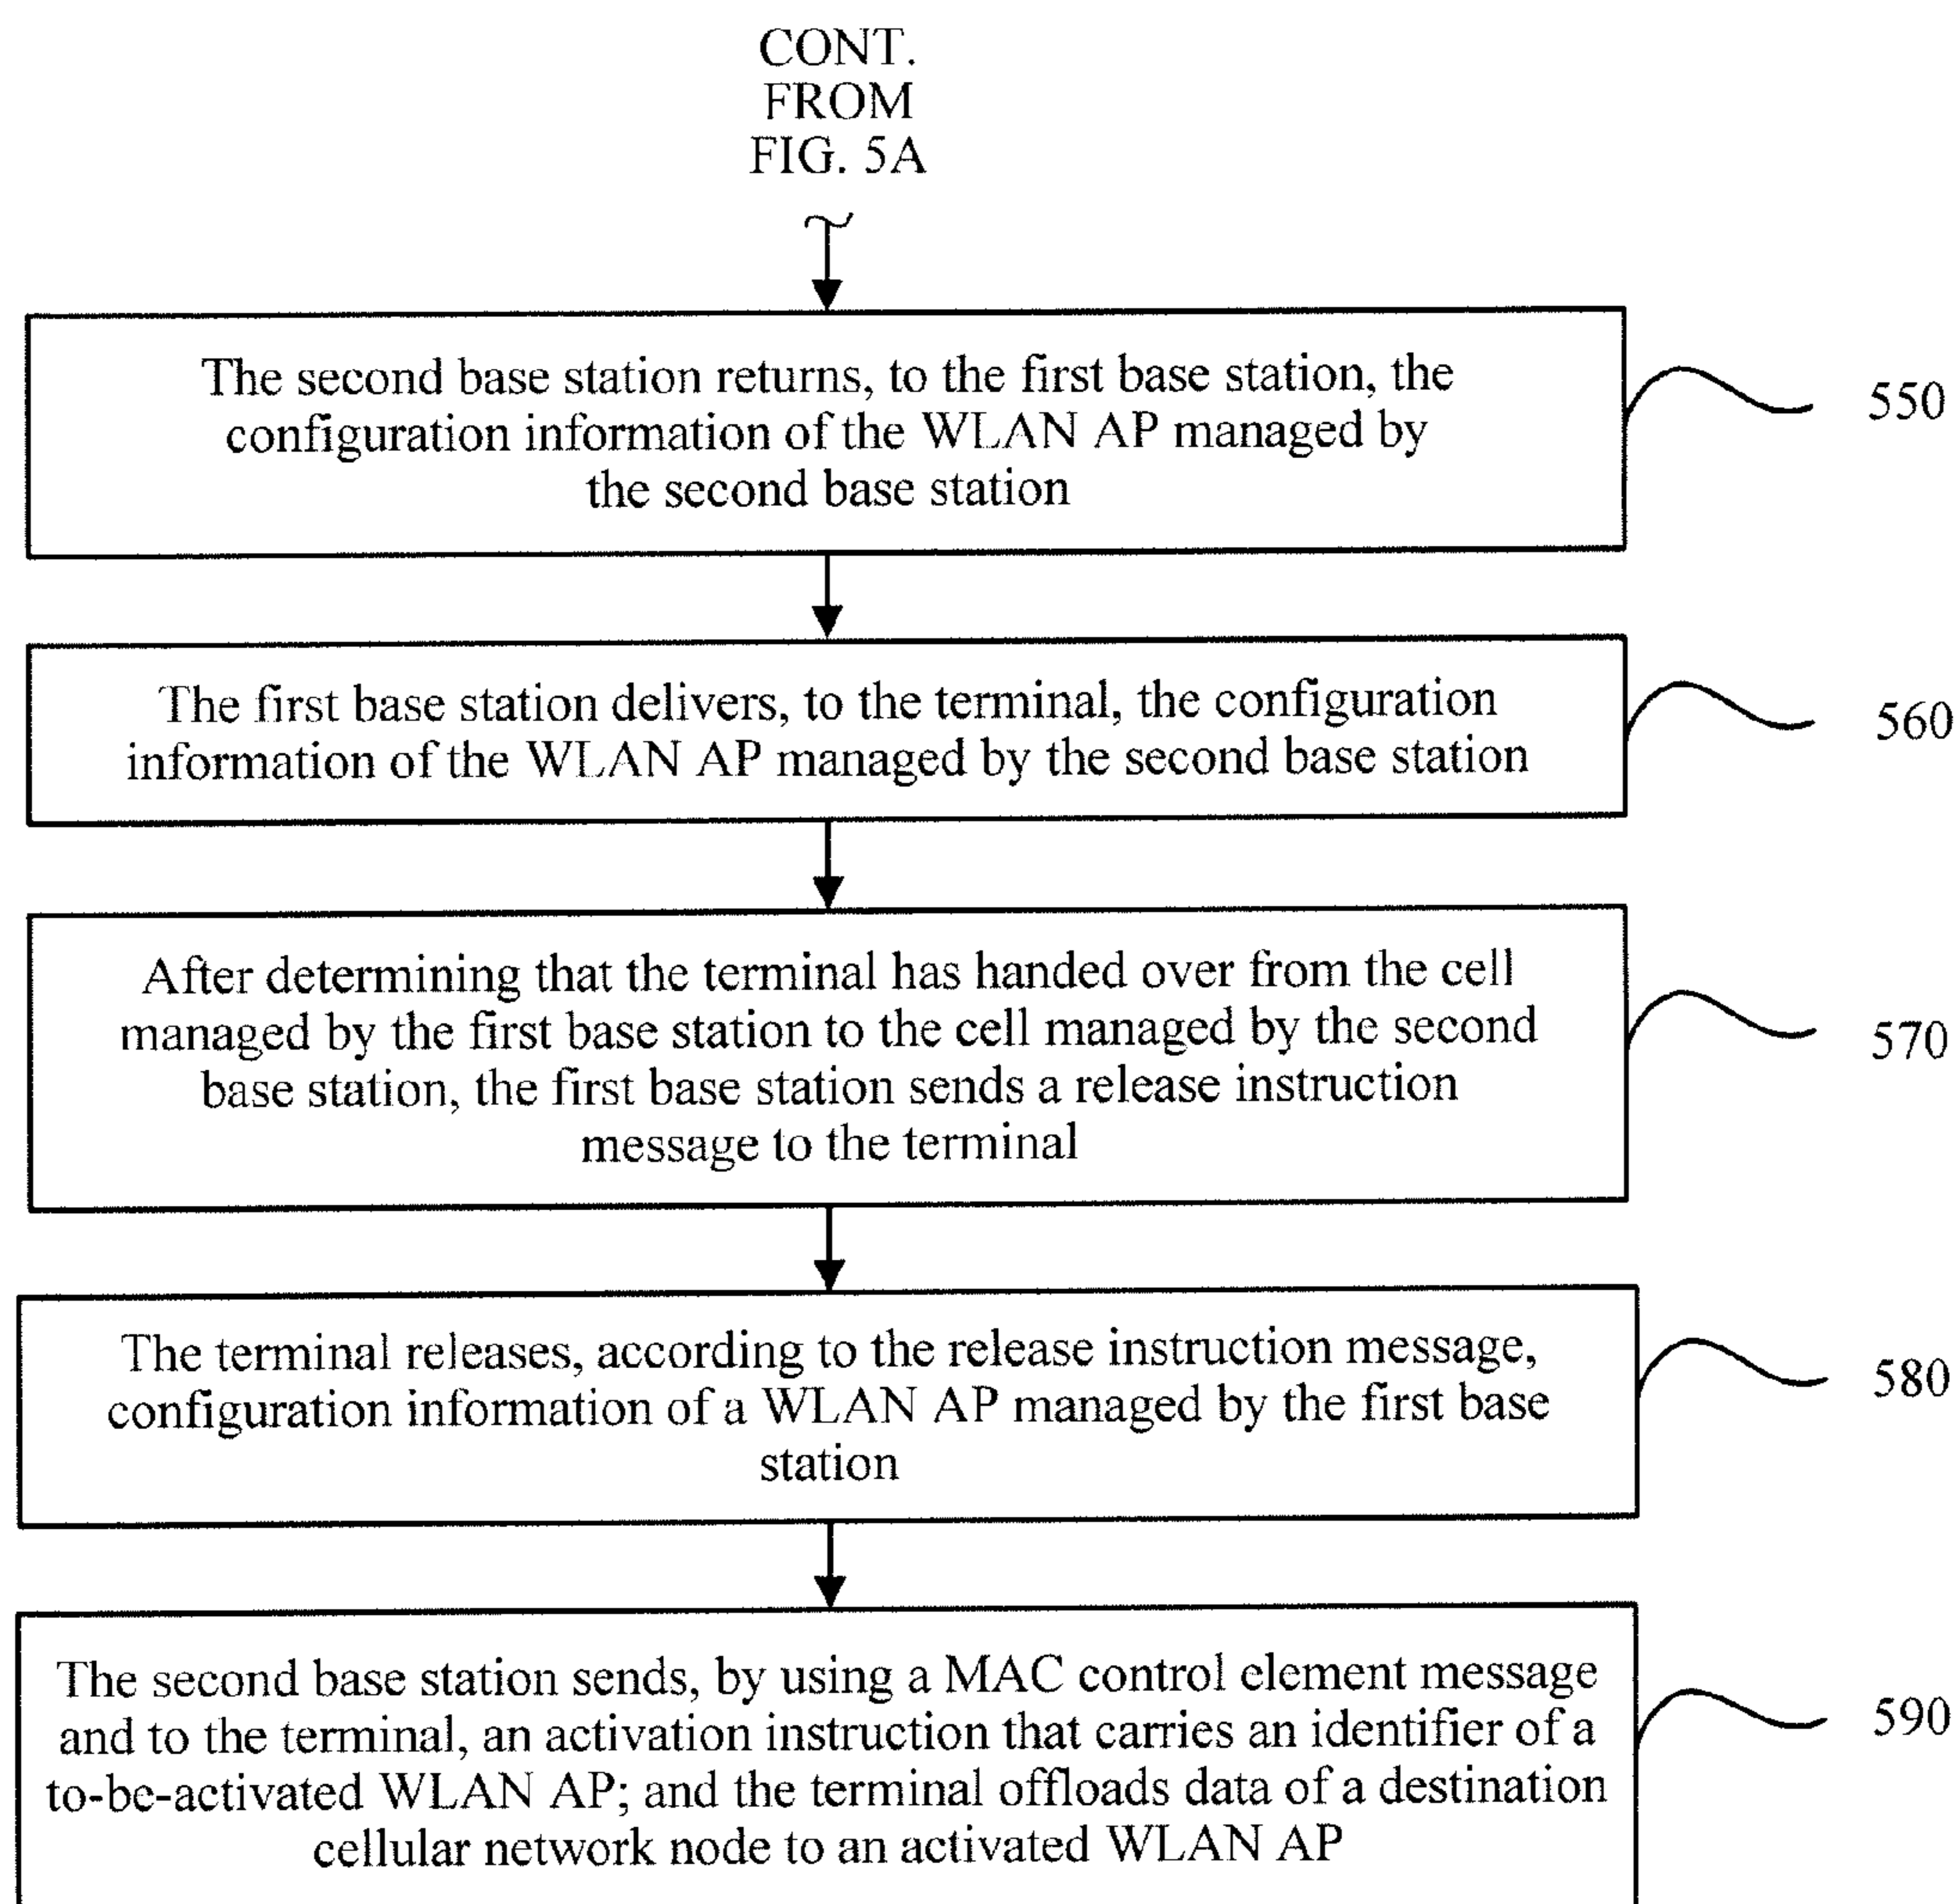 CONT.
FROM
FIG. 5A
The second base station returns, to the first base station, the
configuration information of the WLAN AP managed by
the second base station
550
The first base station delivers, to the terminal, the configuration
information of the WLAN AP managed by the second base station
560
After determining that the terminal has handed over from the cell
managed by the first base station to the cell managed by the second
base station, the first base station sends a release instruction
message to the terminal
570
The terminal releases, according to the release instruction message,
configuration information of a WLAN AP managed by the first base
station
580
The second base station sends, by using a MAC control element message
and to the terminal, an activation instruction that carries an identifier of a
to-be-activated WLAN AP; and the terminal offloads data of a destination
cellular network node to an activated WLAN AP
590